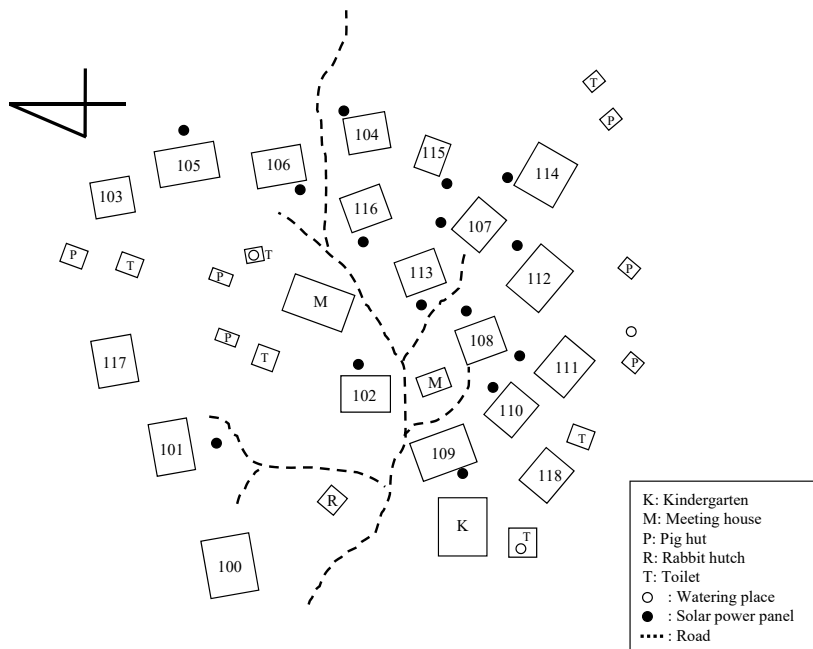 T
P
104
115
105
106
114
103
116
107
P
T
T
P
113
112
P
M
P
T
108
117
M
111
P
102
110
T
101
109
118
R
K
T
100
K: Kindergarten
M: Meeting house
P: Pig hut
R: Rabbit hutch
T: Toilet
: Watering place
: Solar power panel
: Road